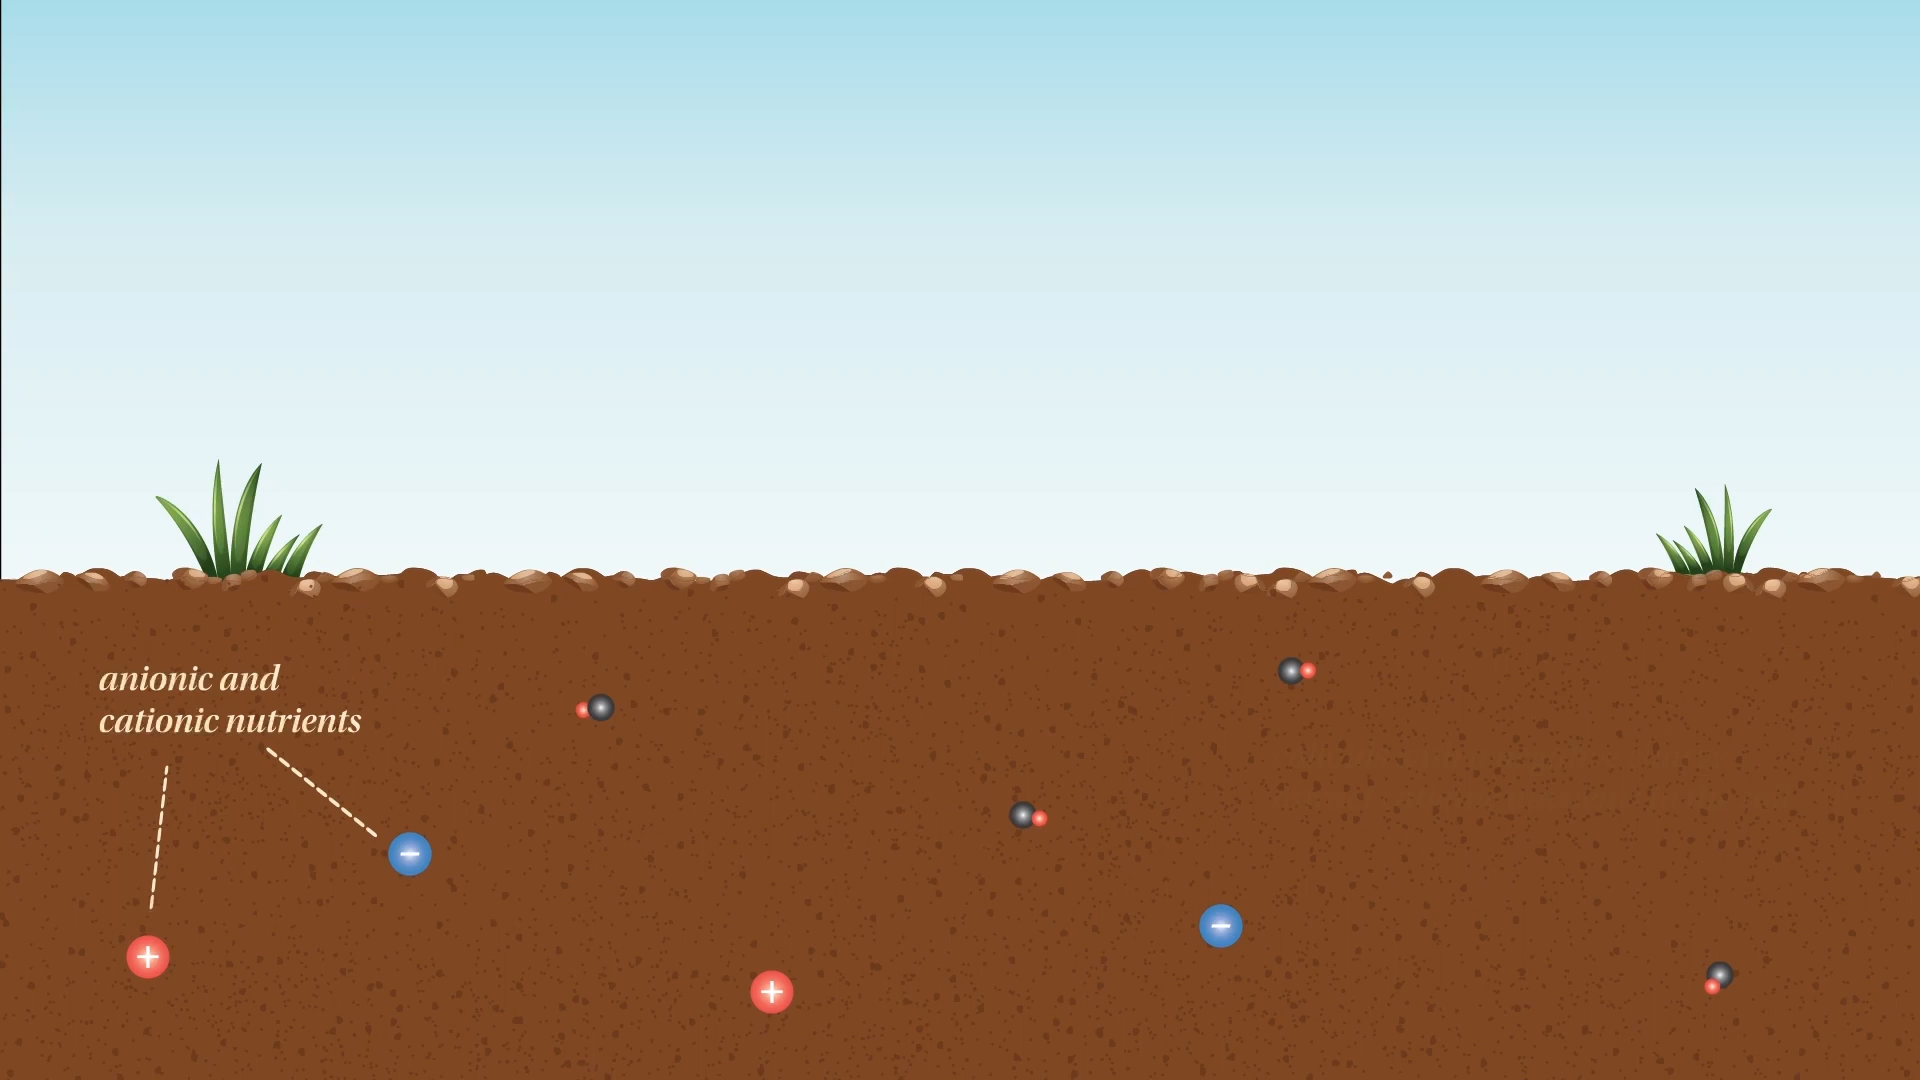 anionic and
cationic nutrients
−
+
−
+